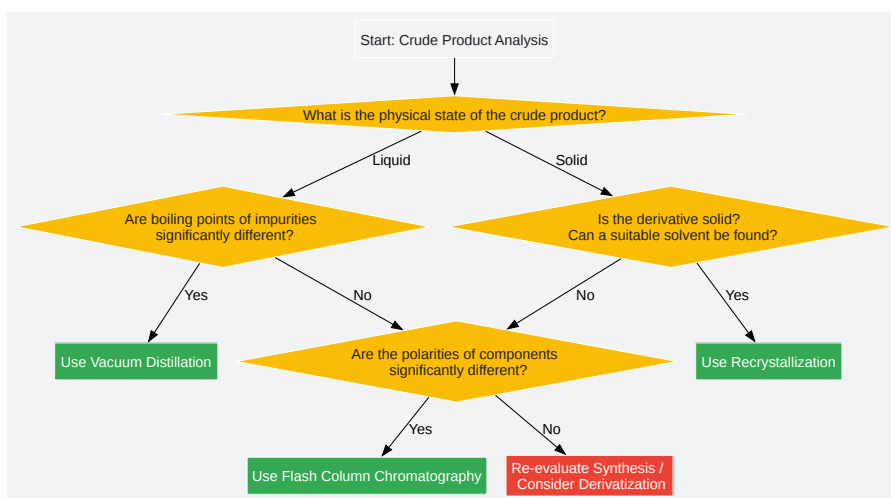 Start: Crude Product Analysis
What is the physical state of the crude product?
Liquid
Solid
Are boiling points of impurities
significantly different?
Is the derivative solid?
Can a suitable solvent be found?
Yes
No
No
Yes
Use Vacuum Distillation
Are the polarities of components
significantly different?
Use Recrystallization
Yes
No
Use Flash Column Chromatography
Re-evaluate Synthesis /
Consider Derivatization